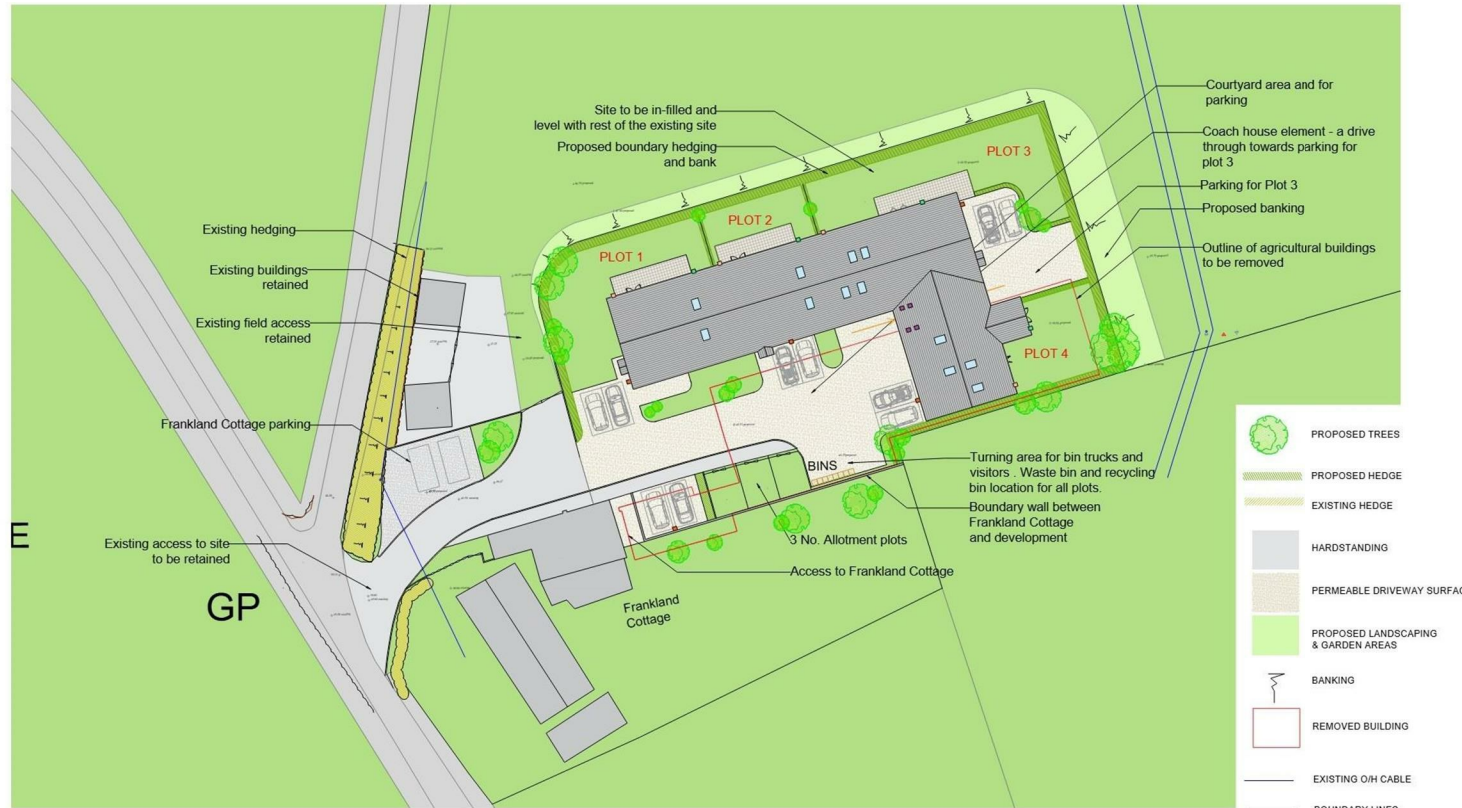 Site to be in-filled and
level with rest of the existing site
Proposed boundary hedging
and bank
Courtyard area and for
parking
Coach house element - a drive
through towards parking for
plot 3
Parking for Plot 3
Proposed banking
Outline of agricultural buildings
to be removed
PLOT 3
PLOT 2
PLOT 1
PLOT 4
Existing hedging
Existing buildings
retained
Existing field access
retained
Frankland Cottage parking
Existing access to site
to be retained
E
GP
BINS
Turning area for bin trucks and
visitors . Waste bin and recycling
bin location for all plots.
Boundary wall between
Frankland Cottage
and development
3 No. Allotment plots
Access to Frankland Cottage
Frankland
Cottage
PROPOSED TREES
PROPOSED HEDGE
EXISTING HEDGE
HARDSTANDING
PERMEABLE DRIVEWAY SURFAC
PROPOSED LANDSCAPING
& GARDEN AREAS
BANKING
REMOVED BUILDING
EXISTING O/H CABLE
BOUNDARY LINES